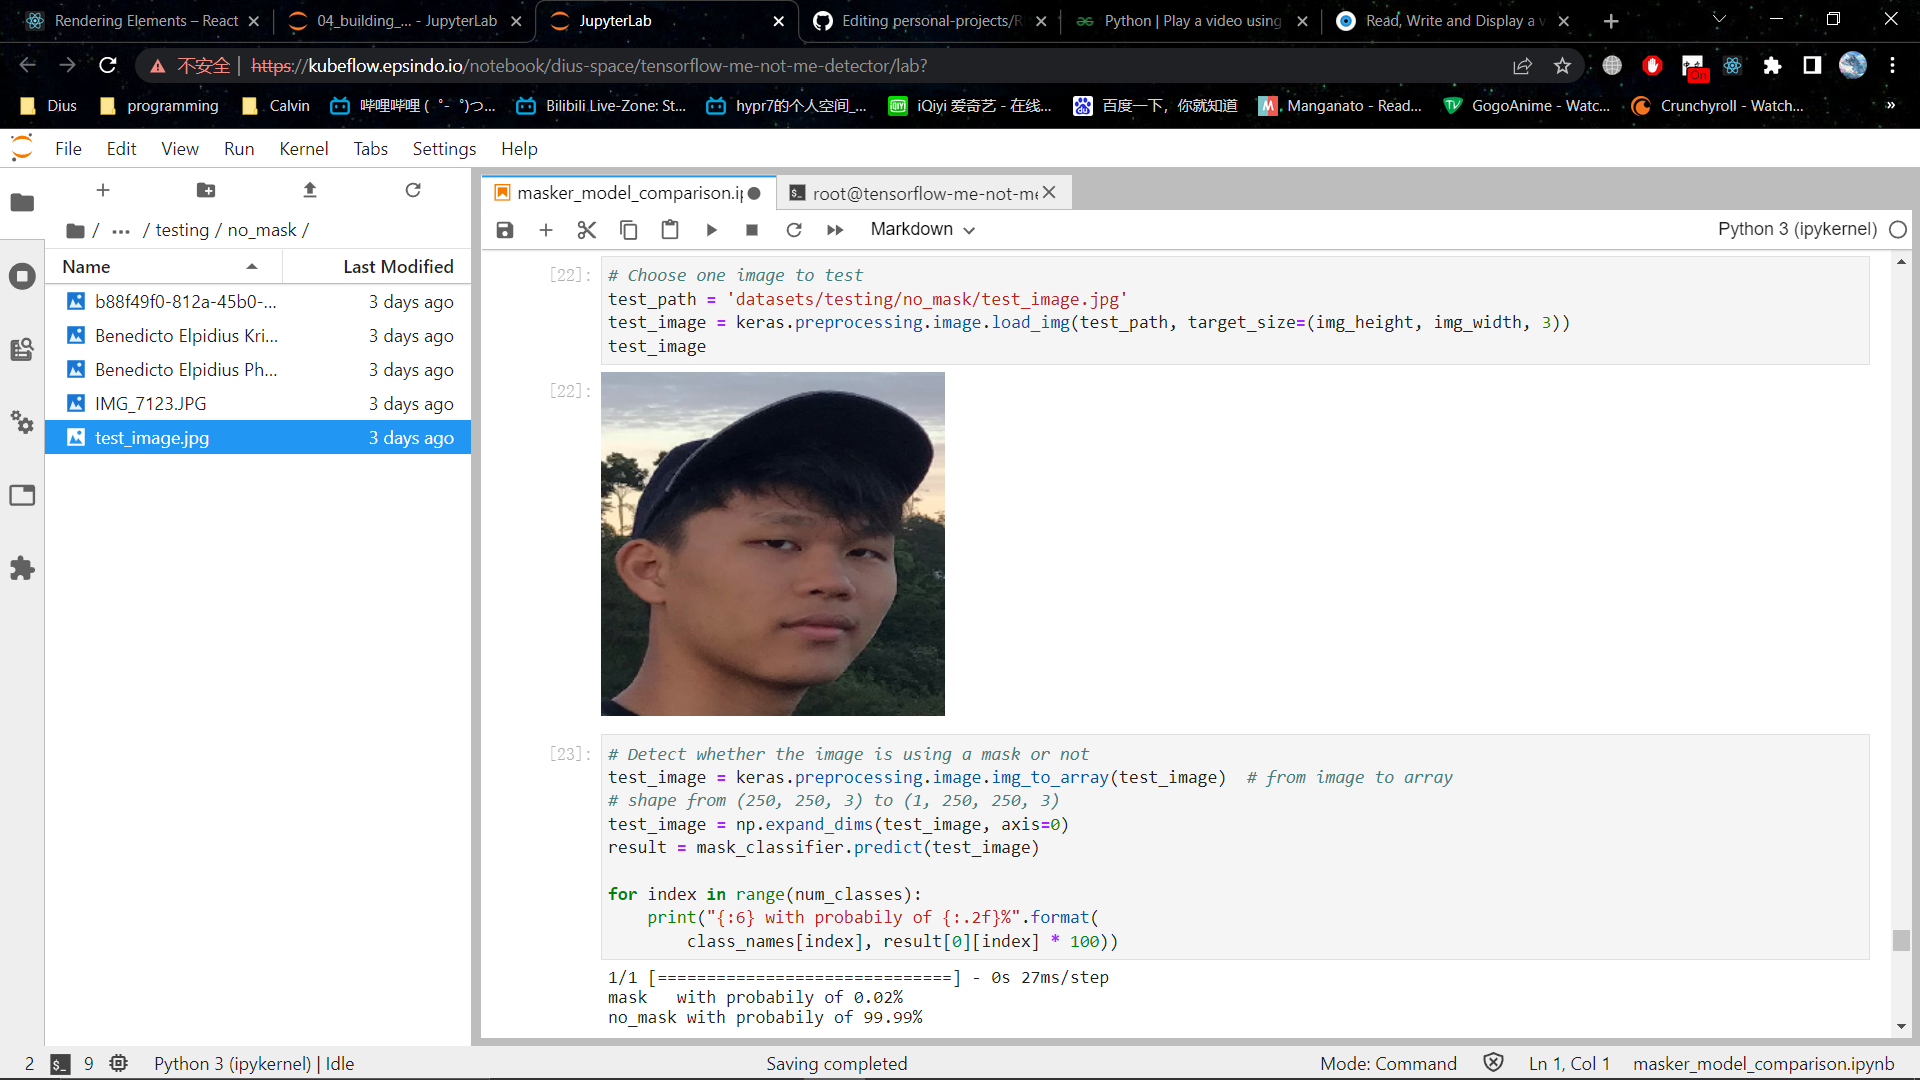 Rendering Elements – React
04_building_... - JupyterLab
JupyterLab
Editing personal-projects/R
Python | Play a video using
Read, Write and Display a v
不安全 | https://kubeflow.epsindo.io/notebook/dius-space/tensorflow-me-not-me-detector/lab?
On
Dius
programming
Calvin
哔哩哔哩 ( ゜- ゜)つ...
Bilibili Live-Zone: St...
hypr7的个人空间_...
iQiyi 爱奇艺 - 在线...
百度一下，你就知道
Manganato - Read...
GogoAnime - Watc...
Crunchyroll - Watch...
»
File Edit View Run Kernel Tabs Settings Help
/ ... / testing / no_mask /
Name Last Modified
b88f49f0-812a-45b0-... 3 days ago
Benedicto Elpidius Kri... 3 days ago
Benedicto Elpidius Ph... 3 days ago
IMG_7123.JPG 3 days ago
test_image.jpg 3 days ago
masker_model_comparison.ip
root@tensorflow-me-not-me
Markdown
Python 3 (ipykernel)
[22]: # Choose one image to test
test_path = 'datasets/testing/no_mask/test_image.jpg'
test_image = keras.preprocessing.image.load_img(test_path, target_size=(img_height, img_width, 3))
test_image
[22]:
[23]: # Detect whether the image is using a mask or not
test_image = keras.preprocessing.image.img_to_array(test_image)  # from image to array
# shape from (250, 250, 3) to (1, 250, 250, 3)
test_image = np.expand_dims(test_image, axis=0)
result = mask_classifier.predict(test_image)
for index in range(num_classes):
    print("{:6} with probabily of {:.2f}%".format(
        class_names[index], result[0][index] * 100))
1/1 [==============================] - 0s 27ms/step
mask   with probabily of 0.02%
no_mask with probabily of 99.99%
2 $_ 9 Python 3 (ipykernel) | Idle
Saving completed
Mode: Command
Ln 1, Col 1
masker_model_comparison.ipynb